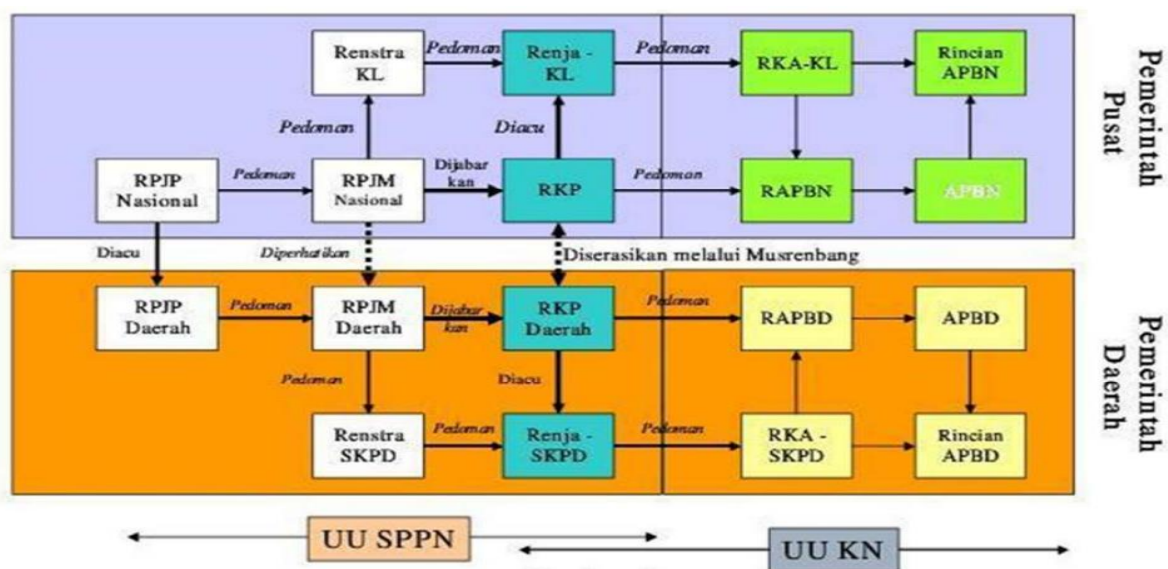 Renstra
KL
Pedoman
Renja -
KL
Pedoman
RKA-KL
Rincian
APBN
Pedoman
Diacu
RPJP
Nasional
Pedoman
RPJM
Nasional
Dijabar
kan
RKP
Pedoman
RAPBN
APBN
Pemerintah
Pusat
Diacu
Diperhatikan
Diserasikan melalui Musrenbang
RPJP
Daerah
Pedoman
RPJM
Daerah
Dijabar
kan
RKP
Daerah
Pedoman
RAPBD
APBD
Pedoman
Diacu
Renstra
SKPD
Pedoman
Renja -
SKPD
Pedoman
RKA -
SKPD
Rincian
APBD
Pemerintah
Daerah
UU SPPN
UU KN